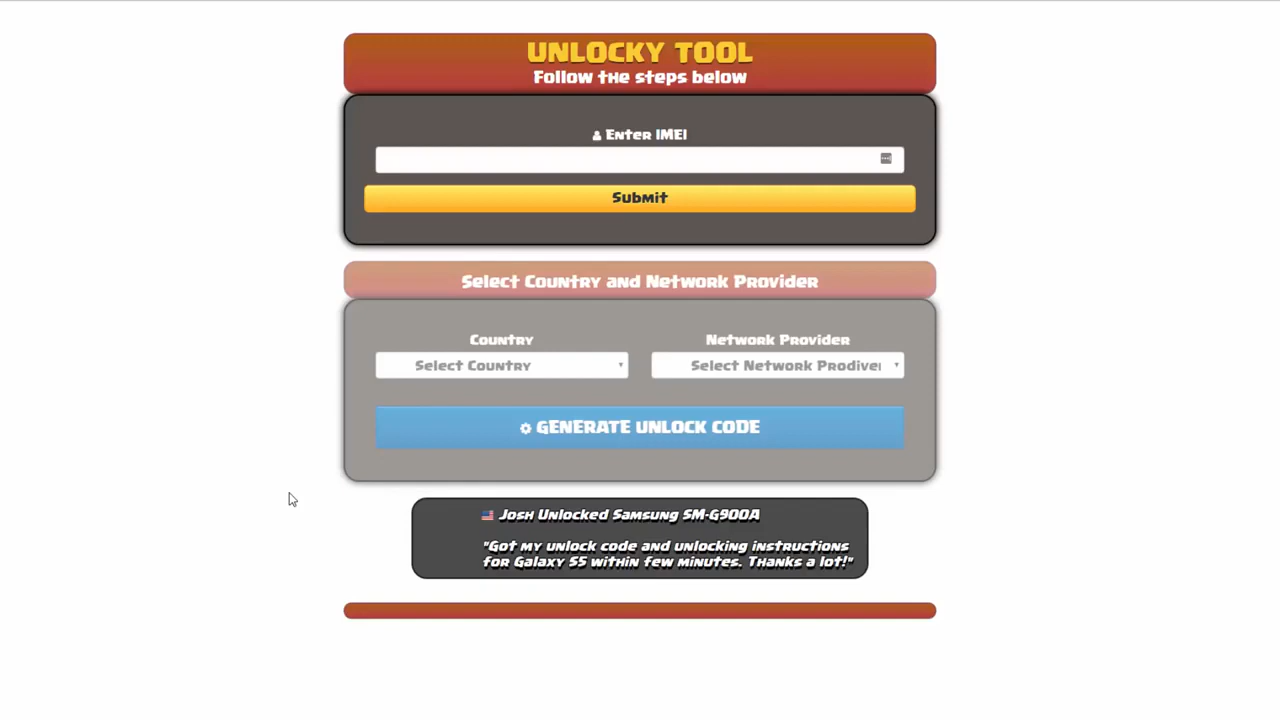 UNLOCKY TOOL
Follow the steps below
Enter IMEI
Submit
Select Country and Network Provider
Country
Network Provider
Select Country
Select Network Prodiver
GENERATE UNLOCK CODE
Josh Unlocked Samsung SM-G900A
"Got my unlock code and unlocking instructions
for Galaxy S5 within few minutes. Thanks a lot!"